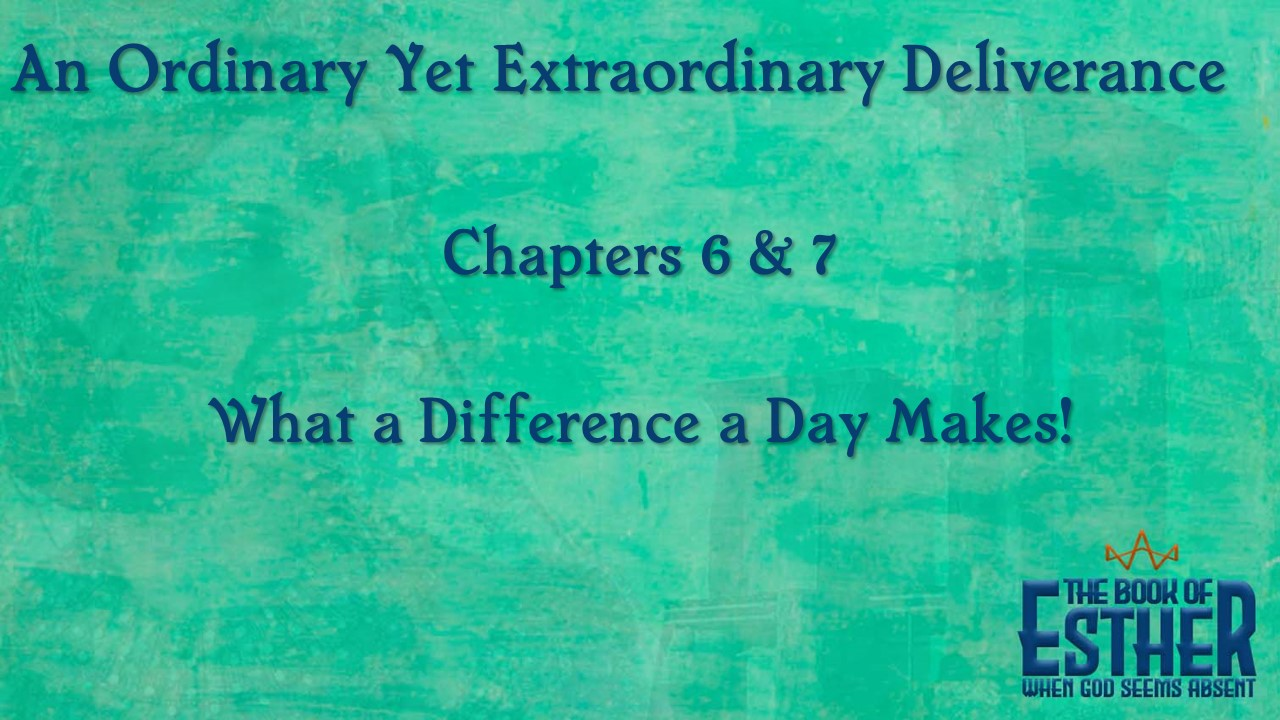 An Ordinary Yet Extraordinary Deliverance
Chapters 6 & 7
What a Difference a Day Makes!
THE BOOK OF
ESTHER
WHEN GOD SEEMS ABSENT